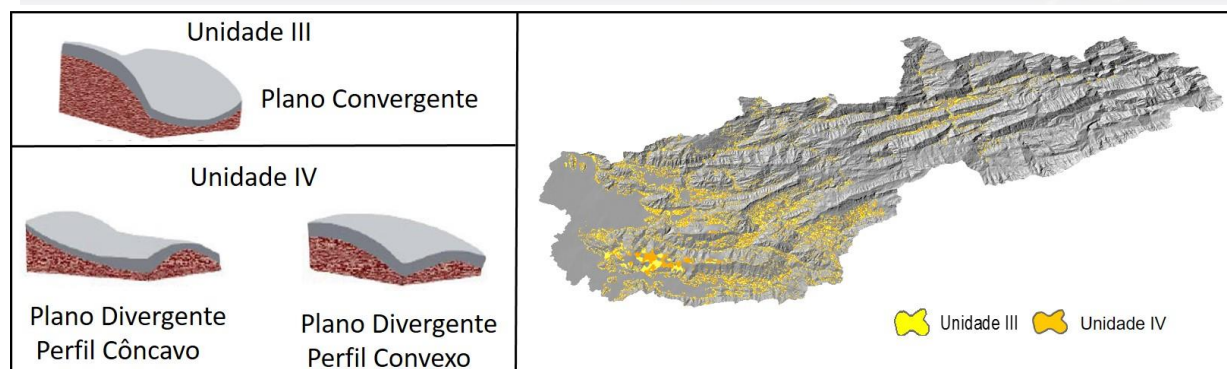 Unidade III
Plano Convergente
Unidade IV
Plano Divergente
Perfil Côncavo
Plano Divergente
Perfil Convexo
Unidade III
Unidade IV